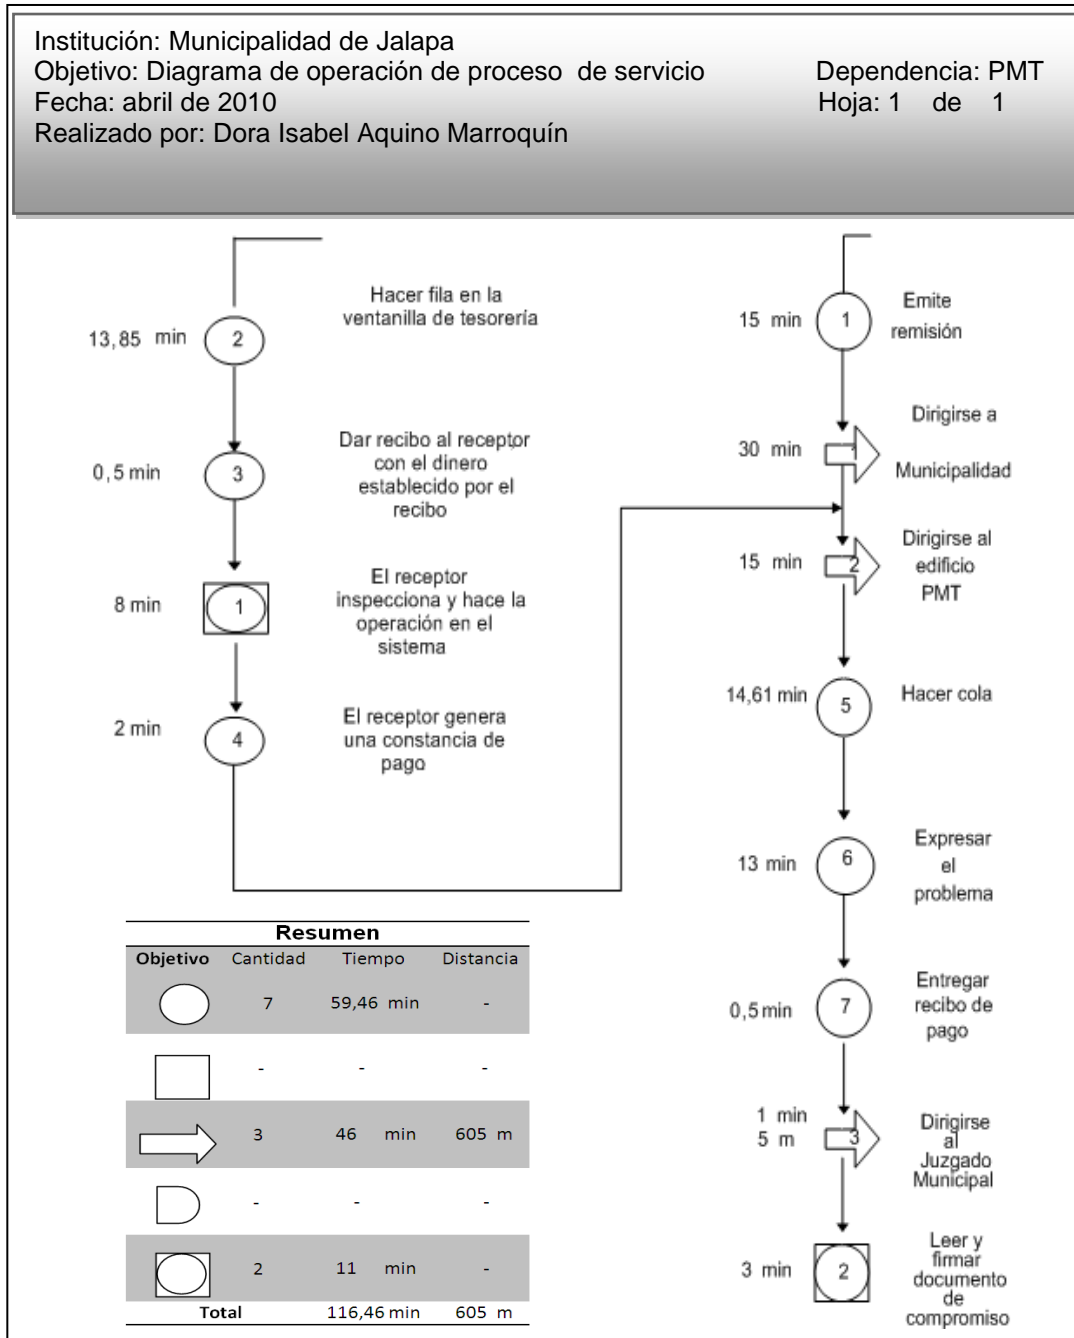 Institución: Municipalidad de Jalapa
Objetivo: Diagrama de operación de proceso de servicio Dependencia: PMT
Fecha: abril de 2010 Hoja: 1 de 1
Realizado por: Dora Isabel Aquino Marroquín
13,85 min
2
Hacer fila en la
ventanilla de tesorería
0,5 min
3
Dar recibo al receptor
con el dinero
establecido por el
recibo
8 min
1
El receptor
inspecciona y hace la
operación en el
sistema
2 min
4
El receptor genera
una constancia de
pago
15 min
1
Emite
remisión
30 min
1
Dirigirse a
Municipalidad
15 min
2
Dirigirse al
edificio
PMT
14,61 min
5
Hacer cola
13 min
6
Expresar
el
problema
0,5 min
7
Entregar
recibo de
pago
1 min
5 m
3
Dirigirse
al
Juzgado
Municipal
3 min
2
Leer y
firmar
documento
de
compromiso
Resumen
Objetivo Cantidad Tiempo Distancia
7 59,46 min -
- - -
3 46 min 605 m
- - -
2 11 min -
Total 116,46 min 605 m